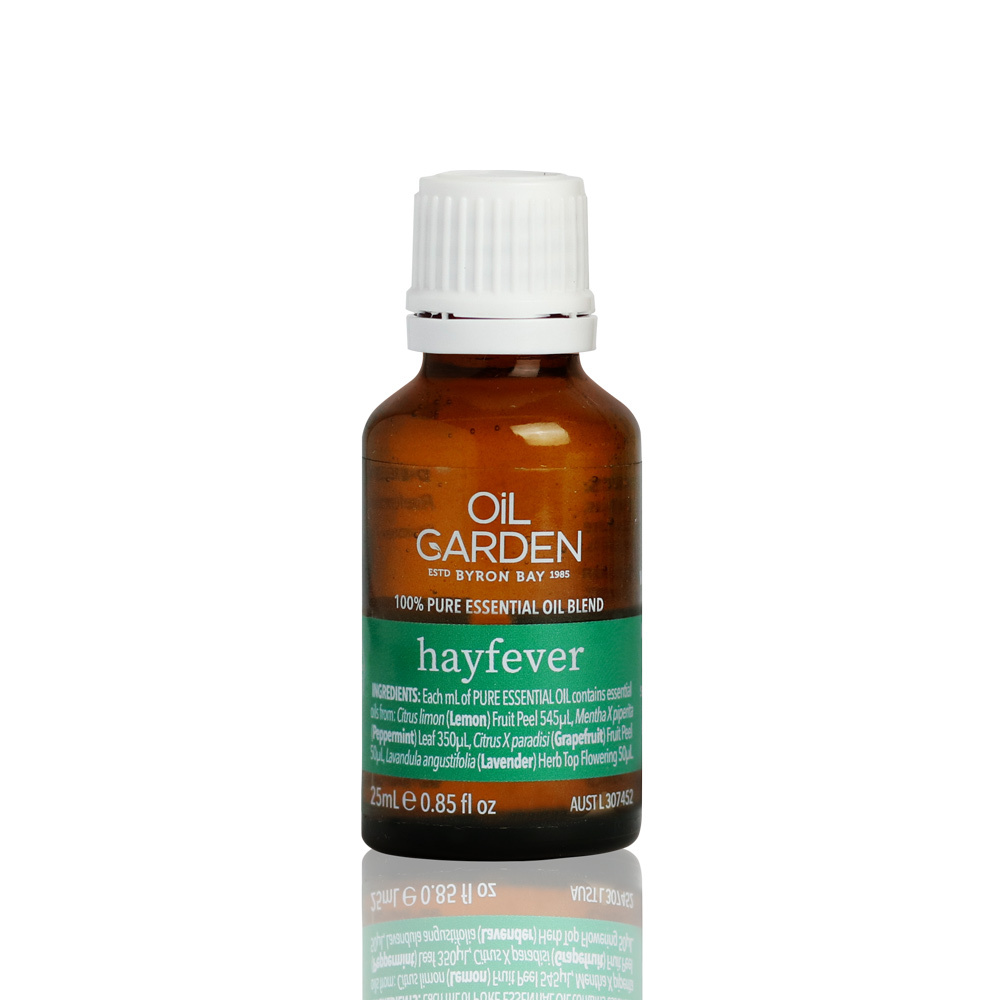 OiL
GARDEN
ESTD BYRON BAY 1985
100% PURE ESSENTIAL OIL BLEND
hayfever
INGREDIENTS: Each mL of PURE ESSENTIAL OIL contains essential
oils from: Citrus limon (Lemon) Fruit Peel 545µL, Mentha X piperita
(Peppermint) Leaf 350µL, Citrus X paradisi (Grapefruit) Fruit Peel
50µL, Lavandula angustifolia (Lavender) Herb Top Flowering 50µL
25mL ℮ 0.85 fl oz AUST L 307452